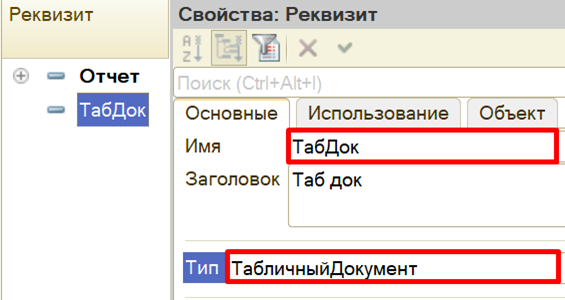 Реквизит
Отчет
ТабДок
Свойства: Реквизит
Поиск (Ctrl+Alt+I)
Основные Использование Объект
Имя ТабДок
Заголовок Таб док
Тип ТабличныйДокумент